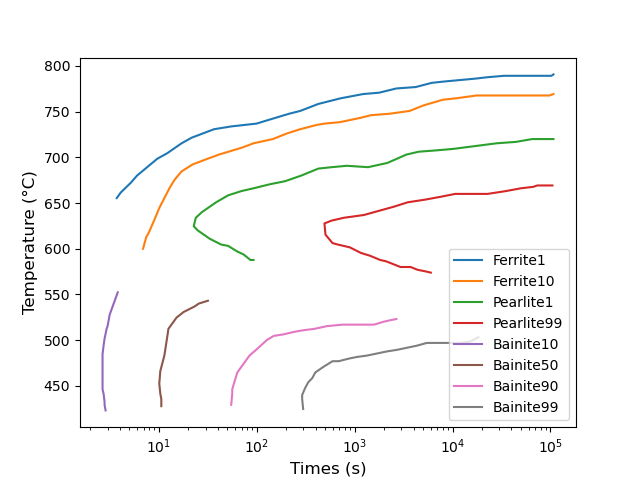 800
750
700
650
600
550
500
450
Temperature (°C)
10¹
10²
10³
10⁴
10⁵
Times (s)
Ferrite1
Ferrite10
Pearlite1
Pearlite99
Bainite10
Bainite50
Bainite90
Bainite99